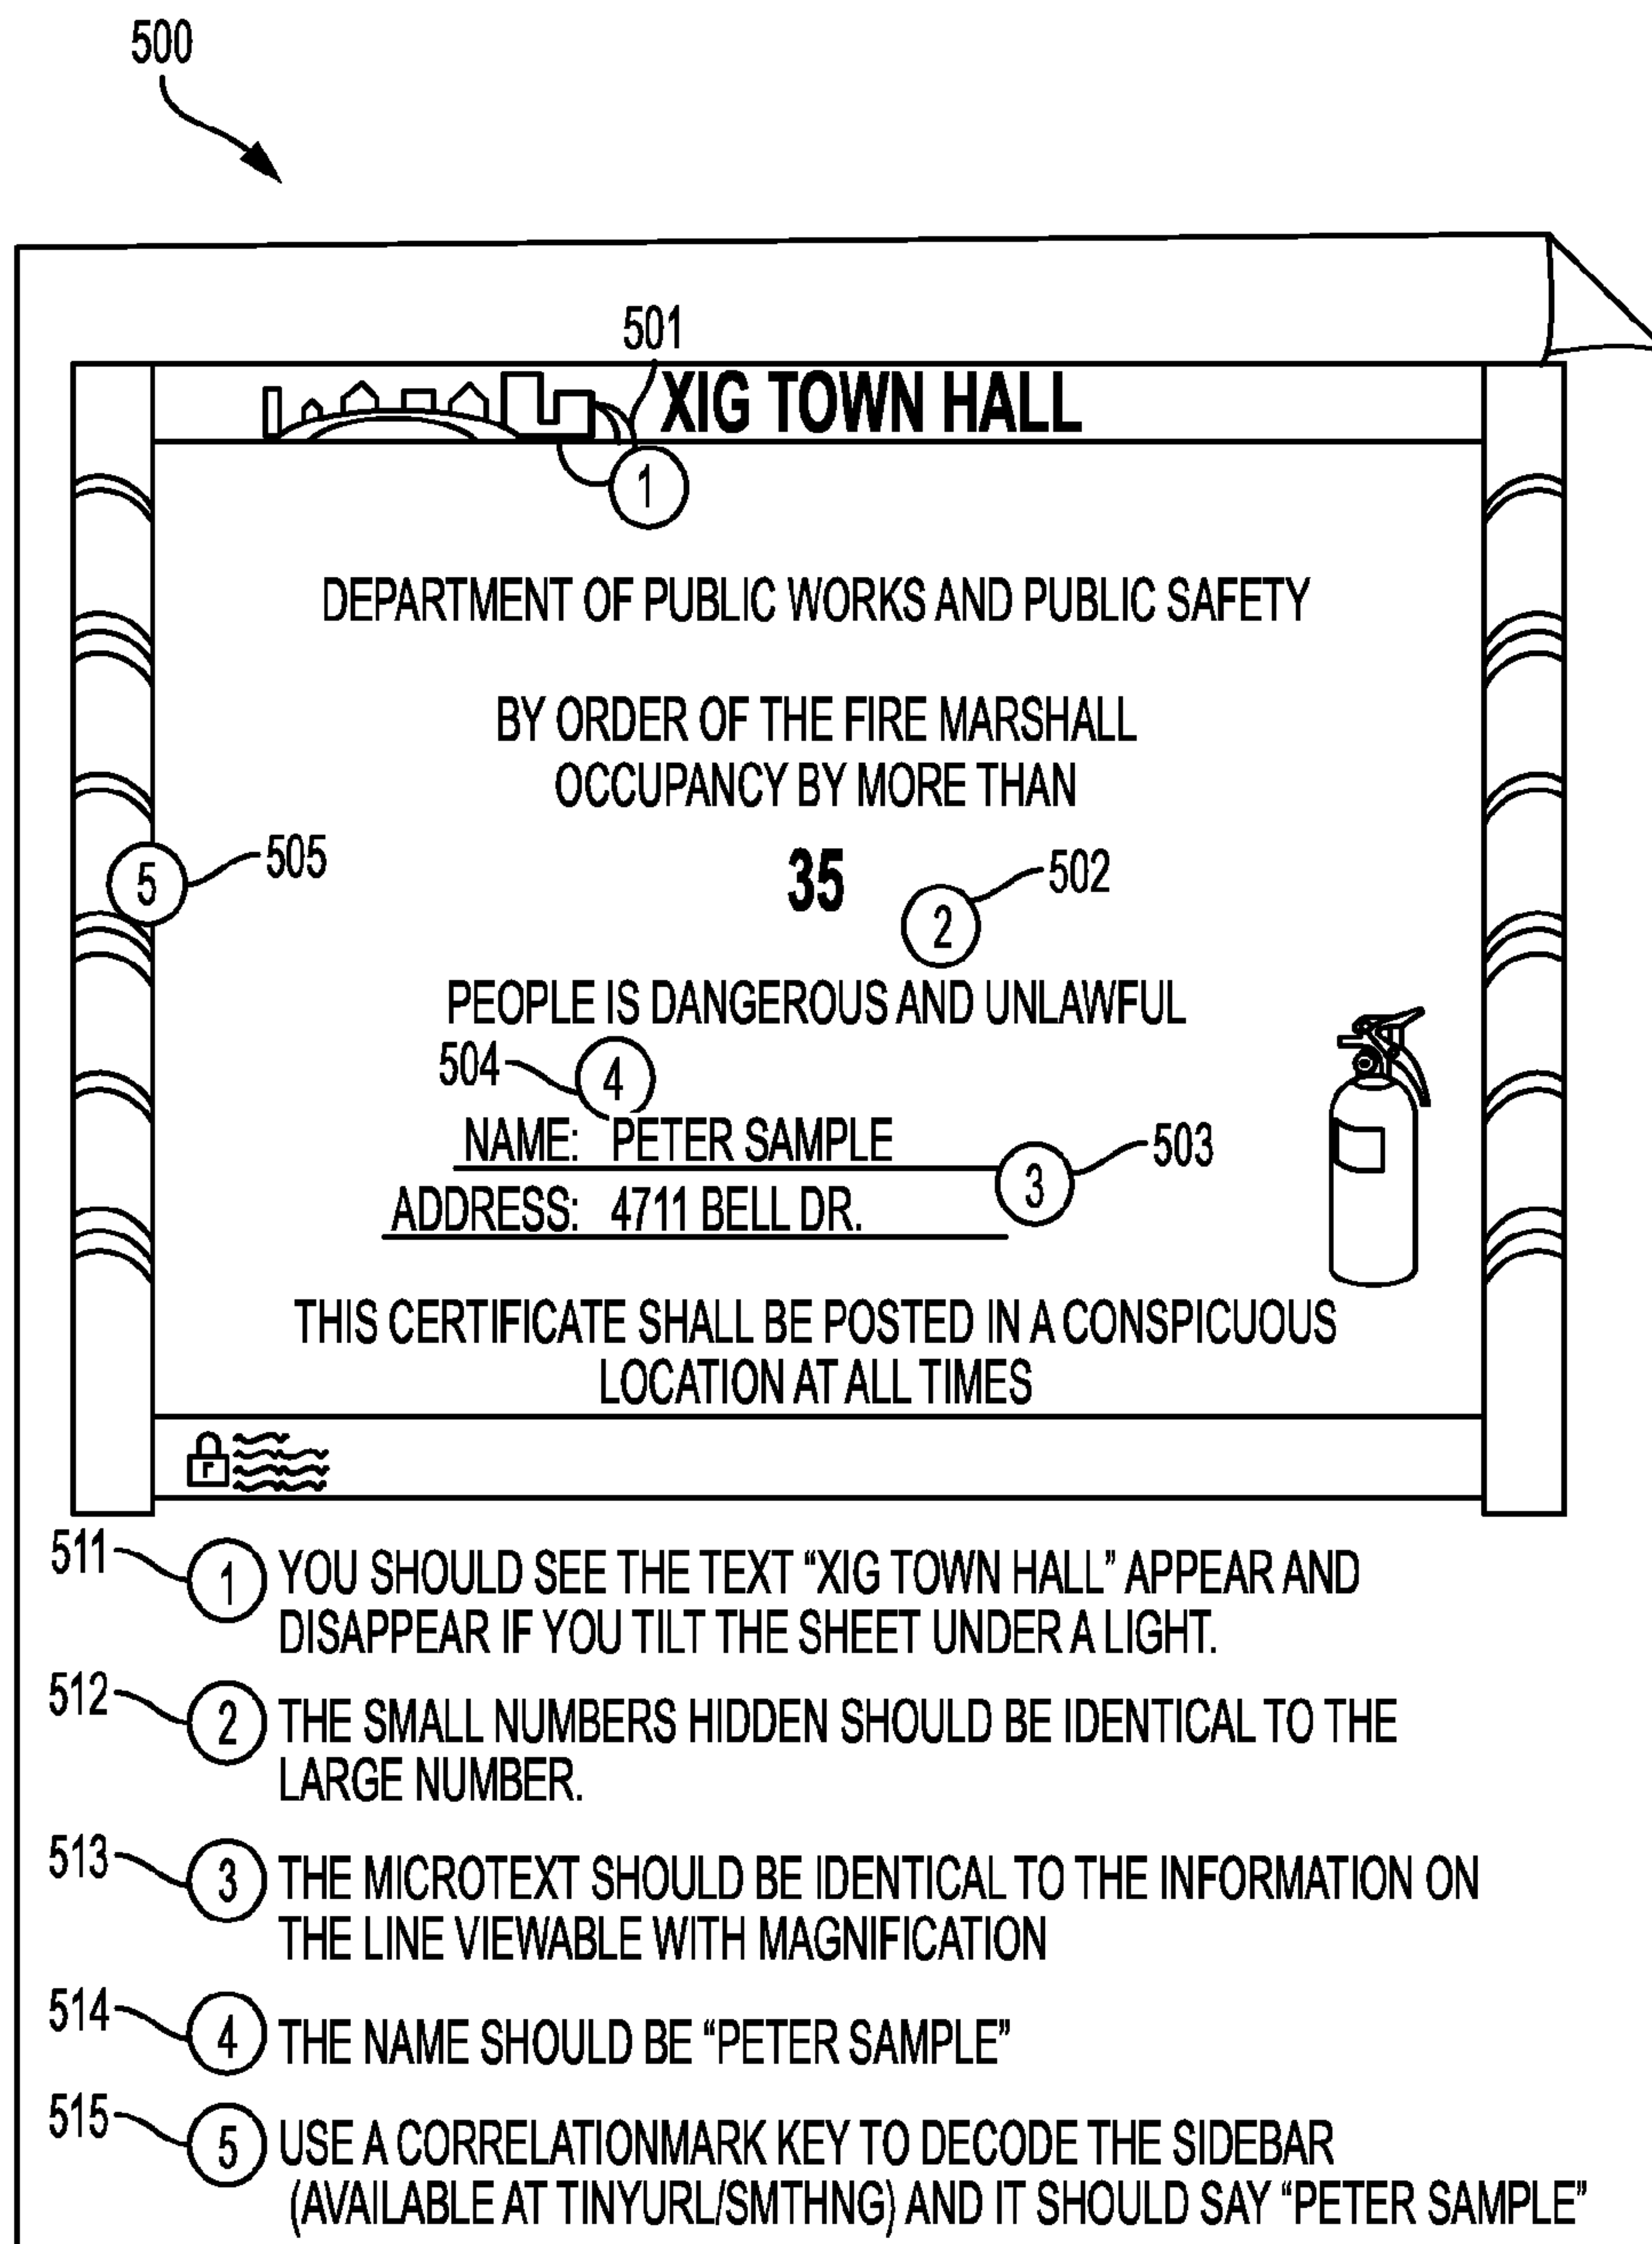 500
501
XIG TOWN HALL
1
DEPARTMENT OF PUBLIC WORKS AND PUBLIC SAFETY
BY ORDER OF THE FIRE MARSHALL
OCCUPANCY BY MORE THAN
5 505
35
2 502
PEOPLE IS DANGEROUS AND UNLAWFUL
504 4
NAME: PETER SAMPLE
3 503
ADDRESS: 4711 BELL DR.
THIS CERTIFICATE SHALL BE POSTED IN A CONSPICUOUS
LOCATION AT ALL TIMES
511 1 YOU SHOULD SEE THE TEXT “XIG TOWN HALL” APPEAR AND
DISAPPEAR IF YOU TILT THE SHEET UNDER A LIGHT.
512 2 THE SMALL NUMBERS HIDDEN SHOULD BE IDENTICAL TO THE
LARGE NUMBER.
513 3 THE MICROTEXT SHOULD BE IDENTICAL TO THE INFORMATION ON
THE LINE VIEWABLE WITH MAGNIFICATION
514 4 THE NAME SHOULD BE “PETER SAMPLE”
515 5 USE A CORRELATIONMARK KEY TO DECODE THE SIDEBAR
(AVAILABLE AT TINYURL/SMTHNG) AND IT SHOULD SAY “PETER SAMPLE”